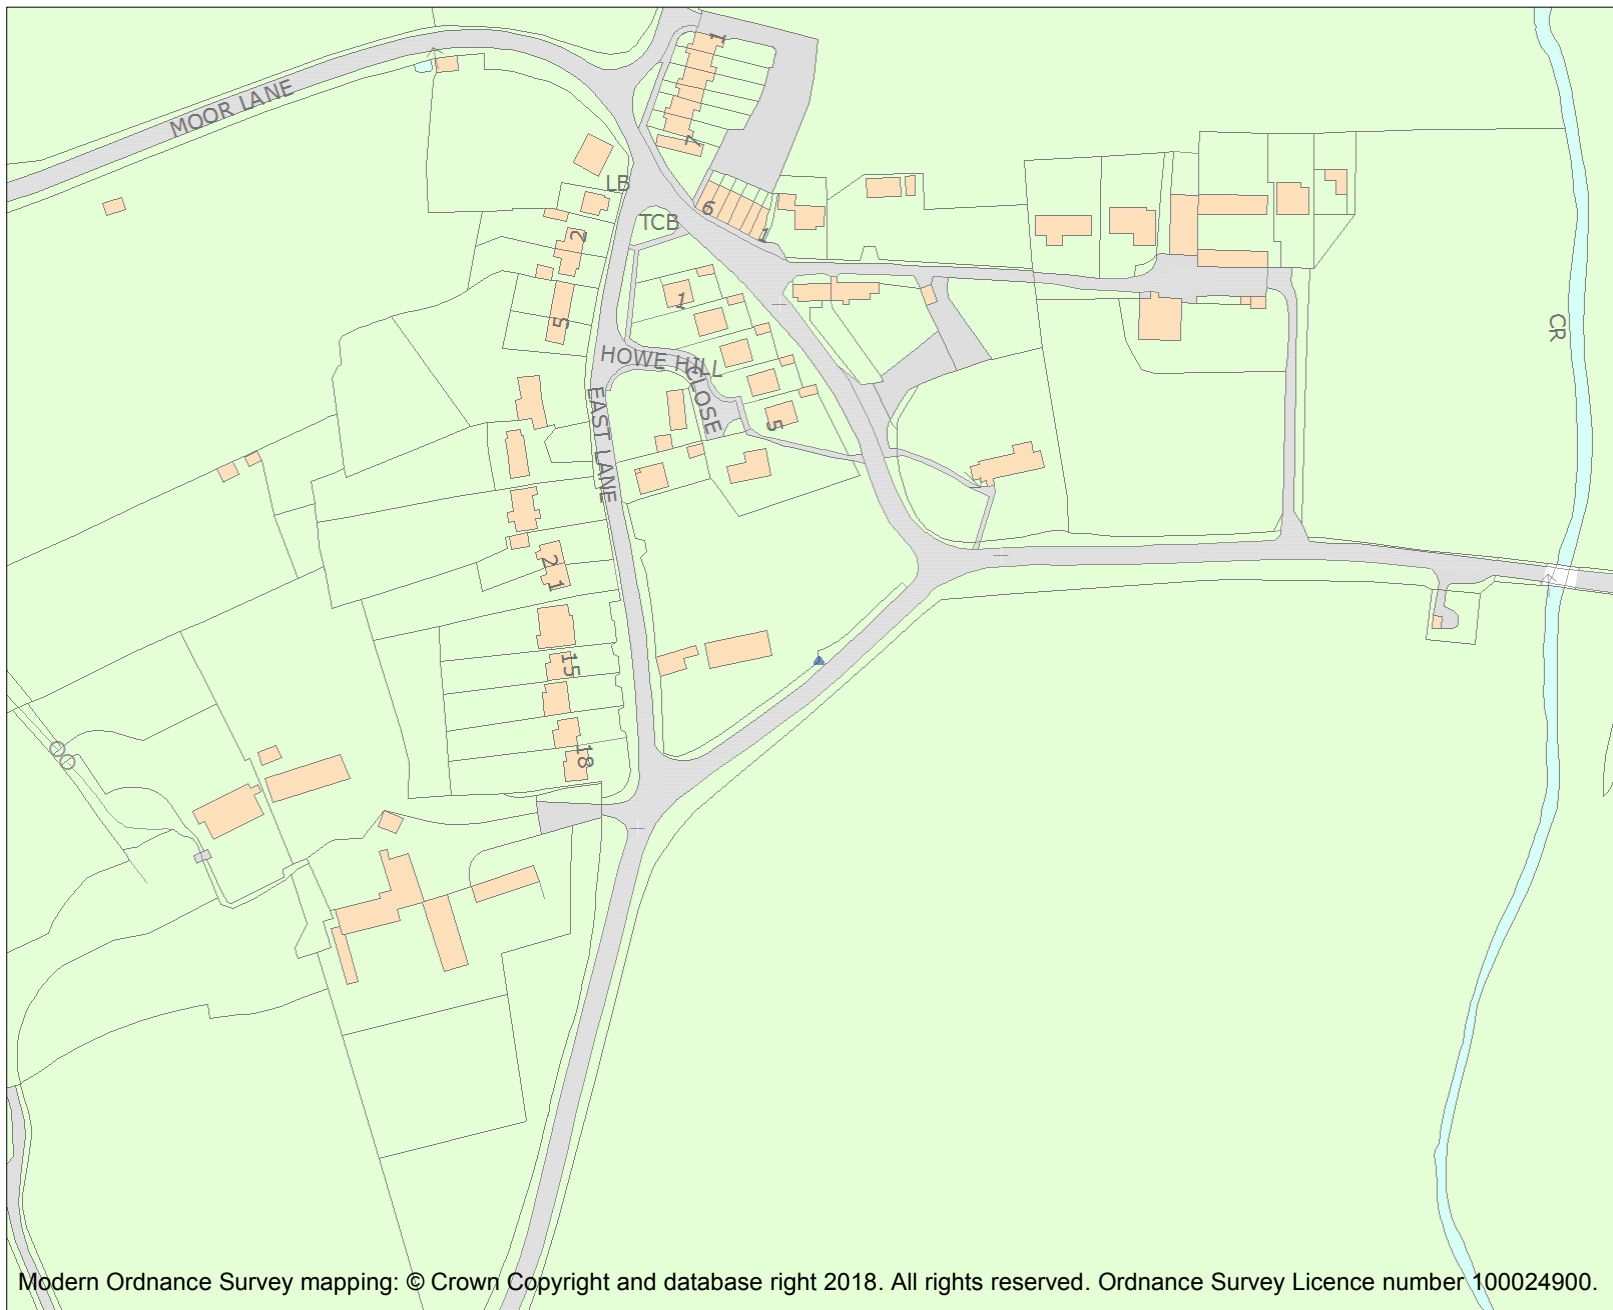 1
MOOR LANE
7
LB
6
TCB
2
1
1
5
CR
HOWE HILL
CLOSE
EAST LANE
5
21
15
18
Modern Ordnance Survey mapping: © Crown Copyright and database right 2018. All rights reserved. Ordnance Survey Licence number 100024900.